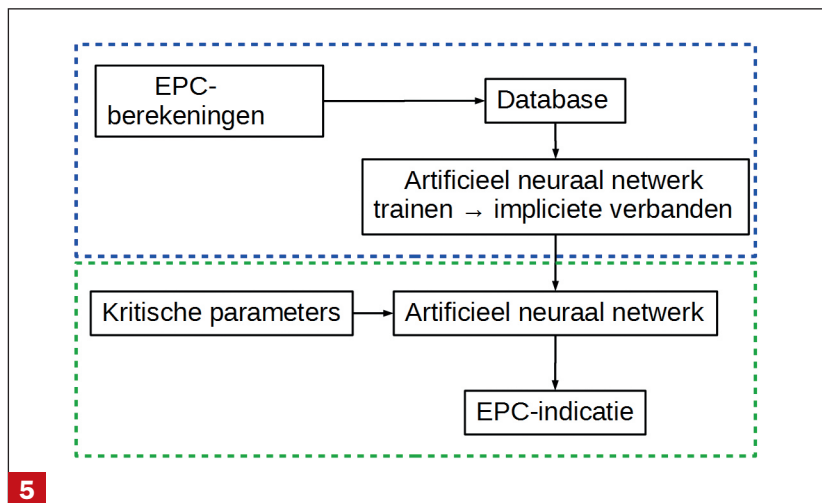 EPC-
berekeningen
Database
Artificieel neuraal netwerk
trainen → impliciete verbanden
Kritische parameters
Artificieel neuraal netwerk
EPC-indicatie
5